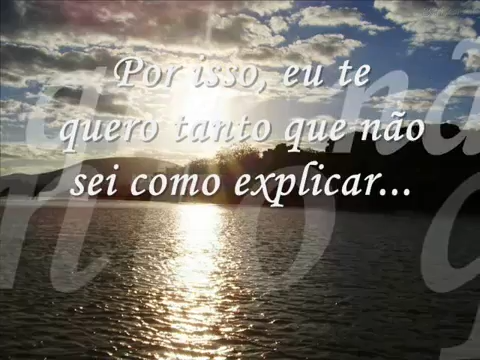 Por isso, eu te
quero tanto que não
sei como explicar...